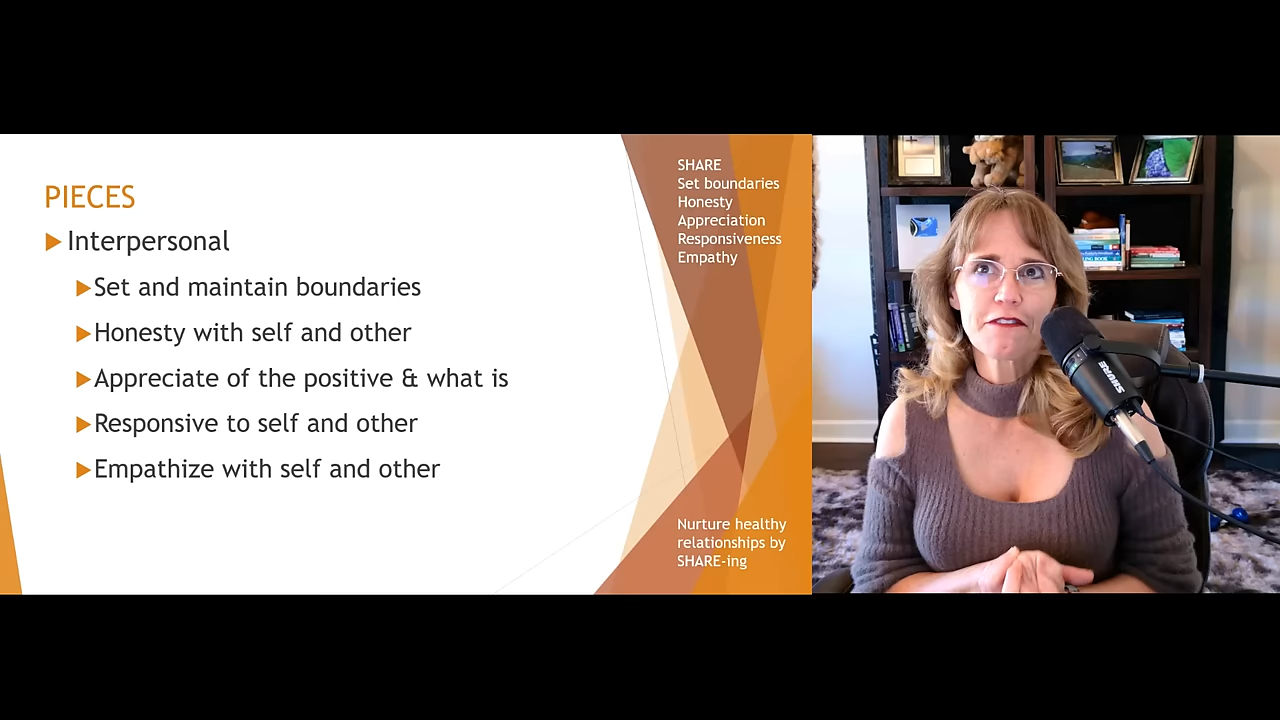 PIECES
Interpersonal
Set and maintain boundaries
Honesty with self and other
Appreciate of the positive & what is
Responsive to self and other
Empathize with self and other
SHARE
Set boundaries
Honesty
Appreciation
Responsiveness
Empathy
Nurture healthy
relationships by
SHARE-ing
SHURE